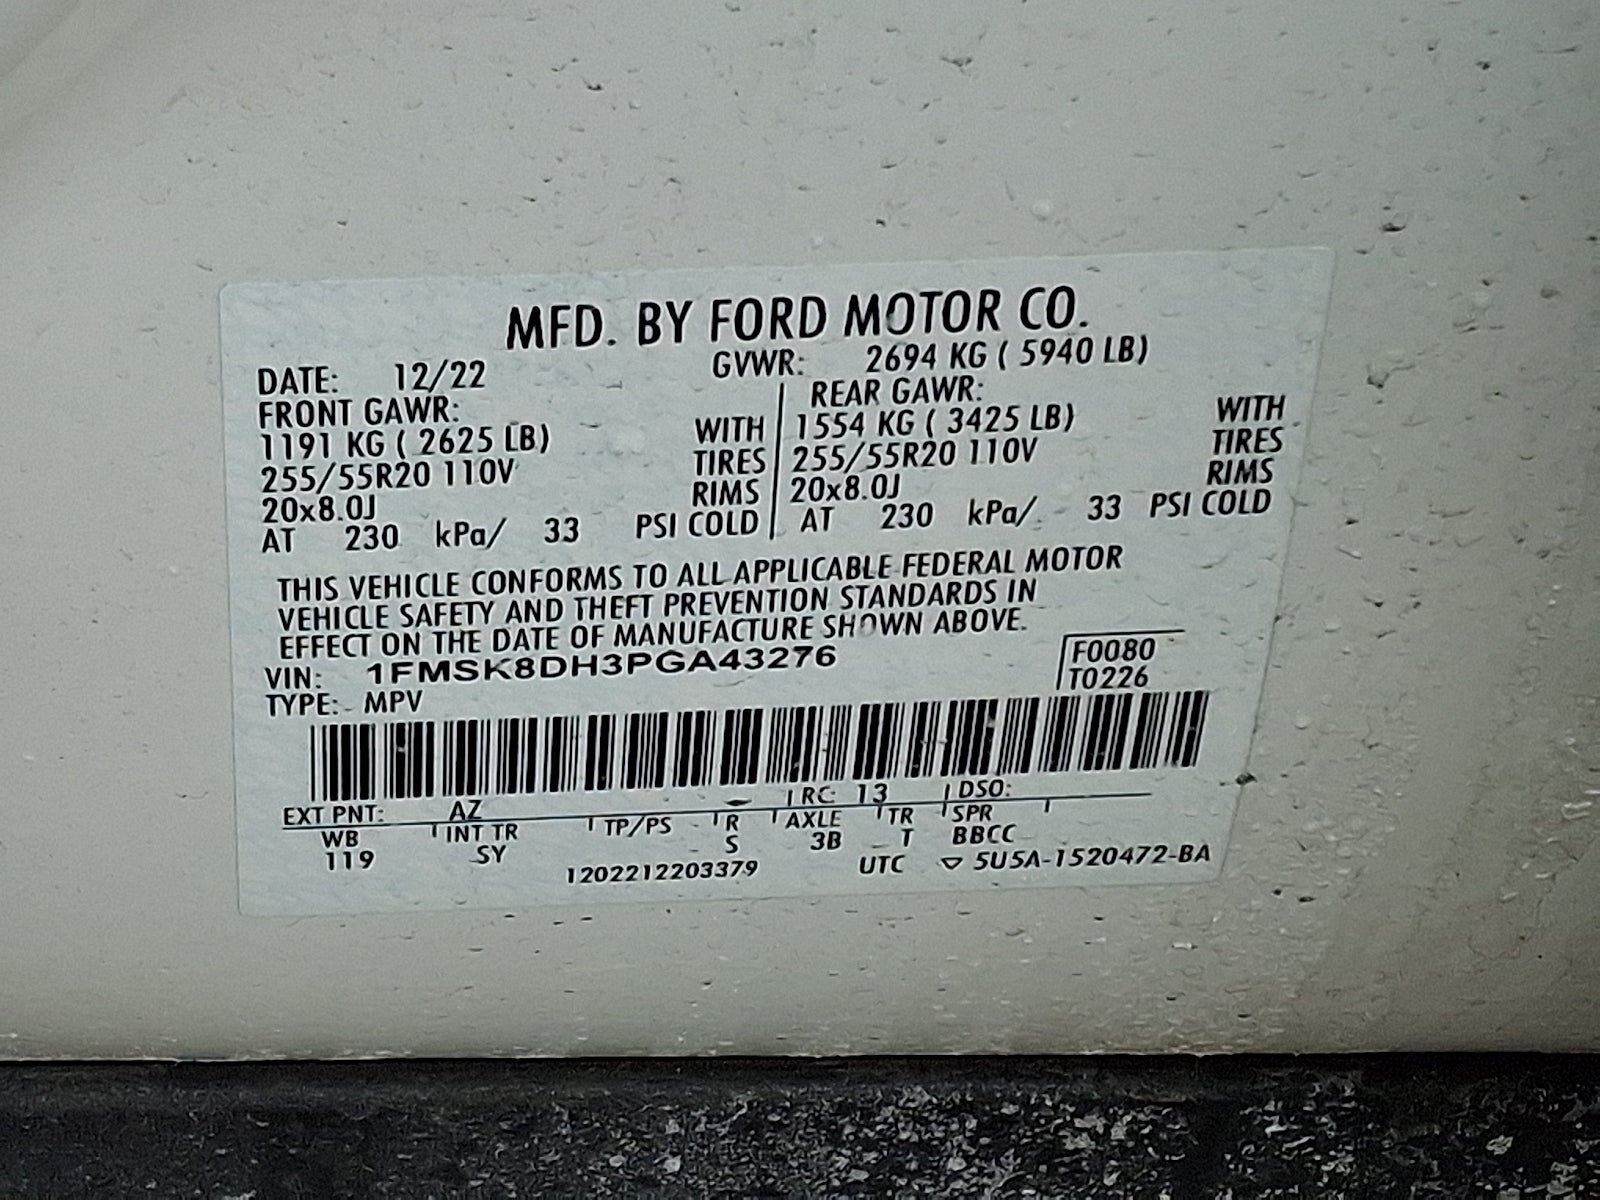 MFD. BY FORD MOTOR CO.
DATE: 12/22 GVWR: 2694 KG ( 5940 LB)
FRONT GAWR: REAR GAWR:
1191 KG ( 2625 LB) WITH 1554 KG ( 3425 LB) WITH
255/55R20 110V TIRES 255/55R20 110V TIRES
20x8.0J RIMS 20x8.0J RIMS
AT 230 kPa/ 33 PSI COLD AT 230 kPa/ 33 PSI COLD
THIS VEHICLE CONFORMS TO ALL APPLICABLE FEDERAL MOTOR
VEHICLE SAFETY AND THEFT PREVENTION STANDARDS IN
EFFECT ON THE DATE OF MANUFACTURE SHOWN ABOVE.
VIN: 1FMSK8DH3PGA43276 F0080
TYPE: MPV T0226
EXT PNT: AZ RC: 13 DSO:
WB INT TR TP/PS R AXLE TR SPR
119 SY S 3B T BBCC
1202212203379 UTC ▽ 5U5A-1520472-BA